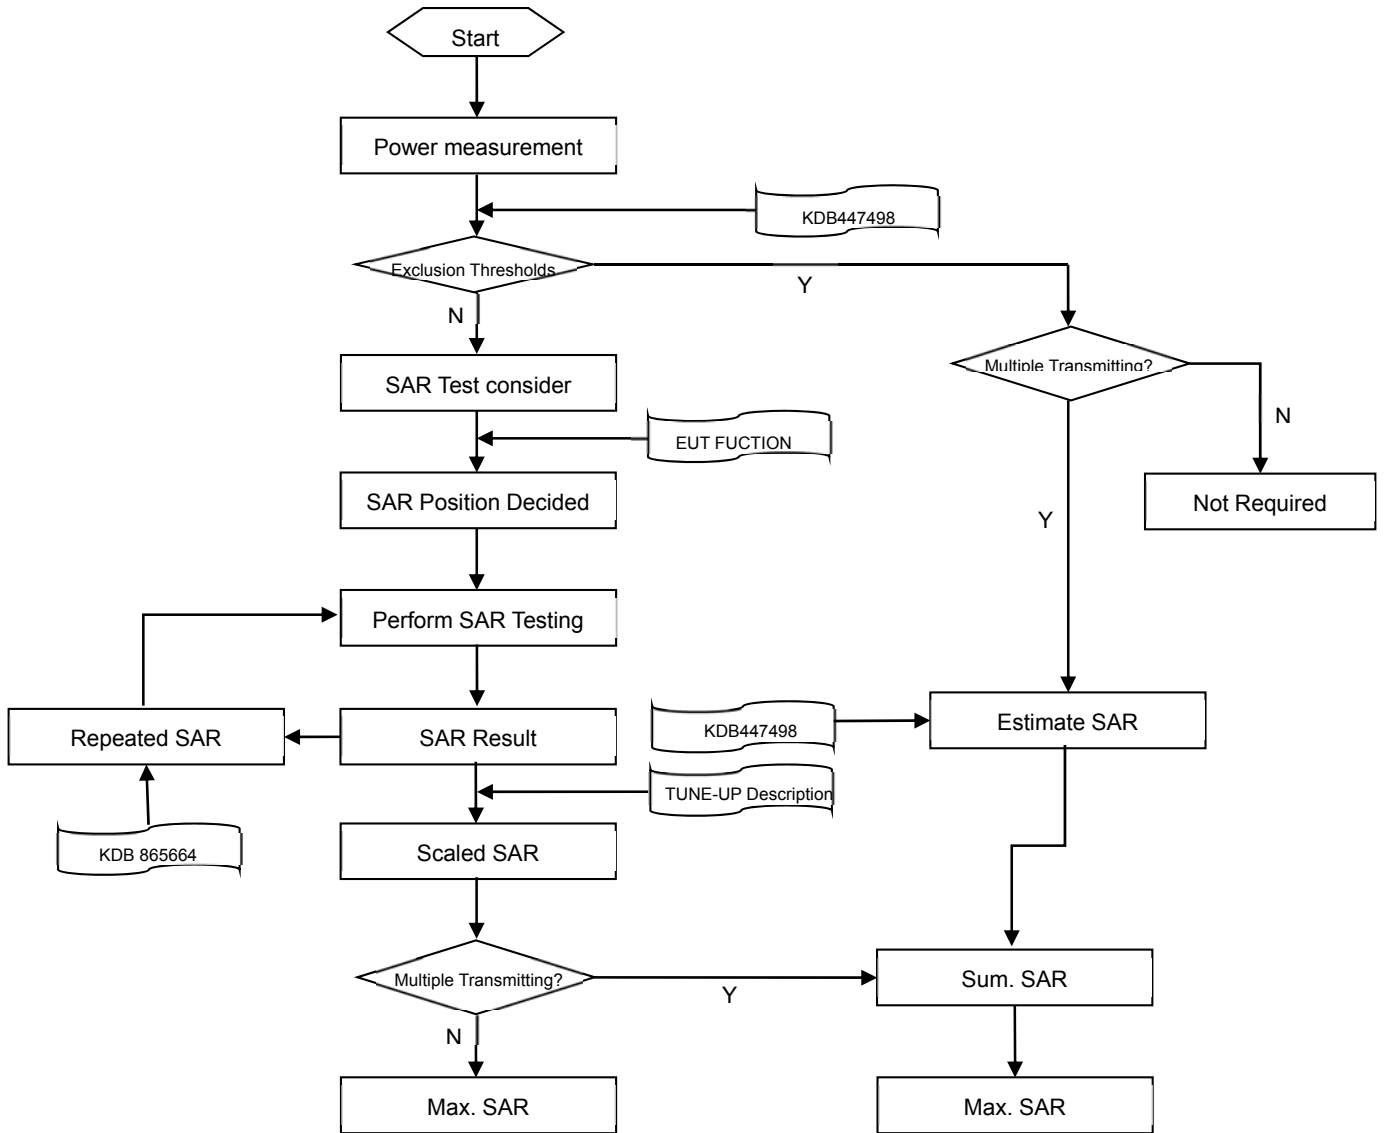 Start
Power measurement
KDB447498
Exclusion Thresholds
Y
N
Multiple Transmitting?
SAR Test consider
N
EUT FUCTION
SAR Position Decided
Not Required
Y
Perform SAR Testing
Repeated SAR
SAR Result
KDB447498
Estimate SAR
TUNE-UP Description
KDB 865664
Scaled SAR
Multiple Transmitting?
Y
Sum. SAR
N
Max. SAR
Max. SAR